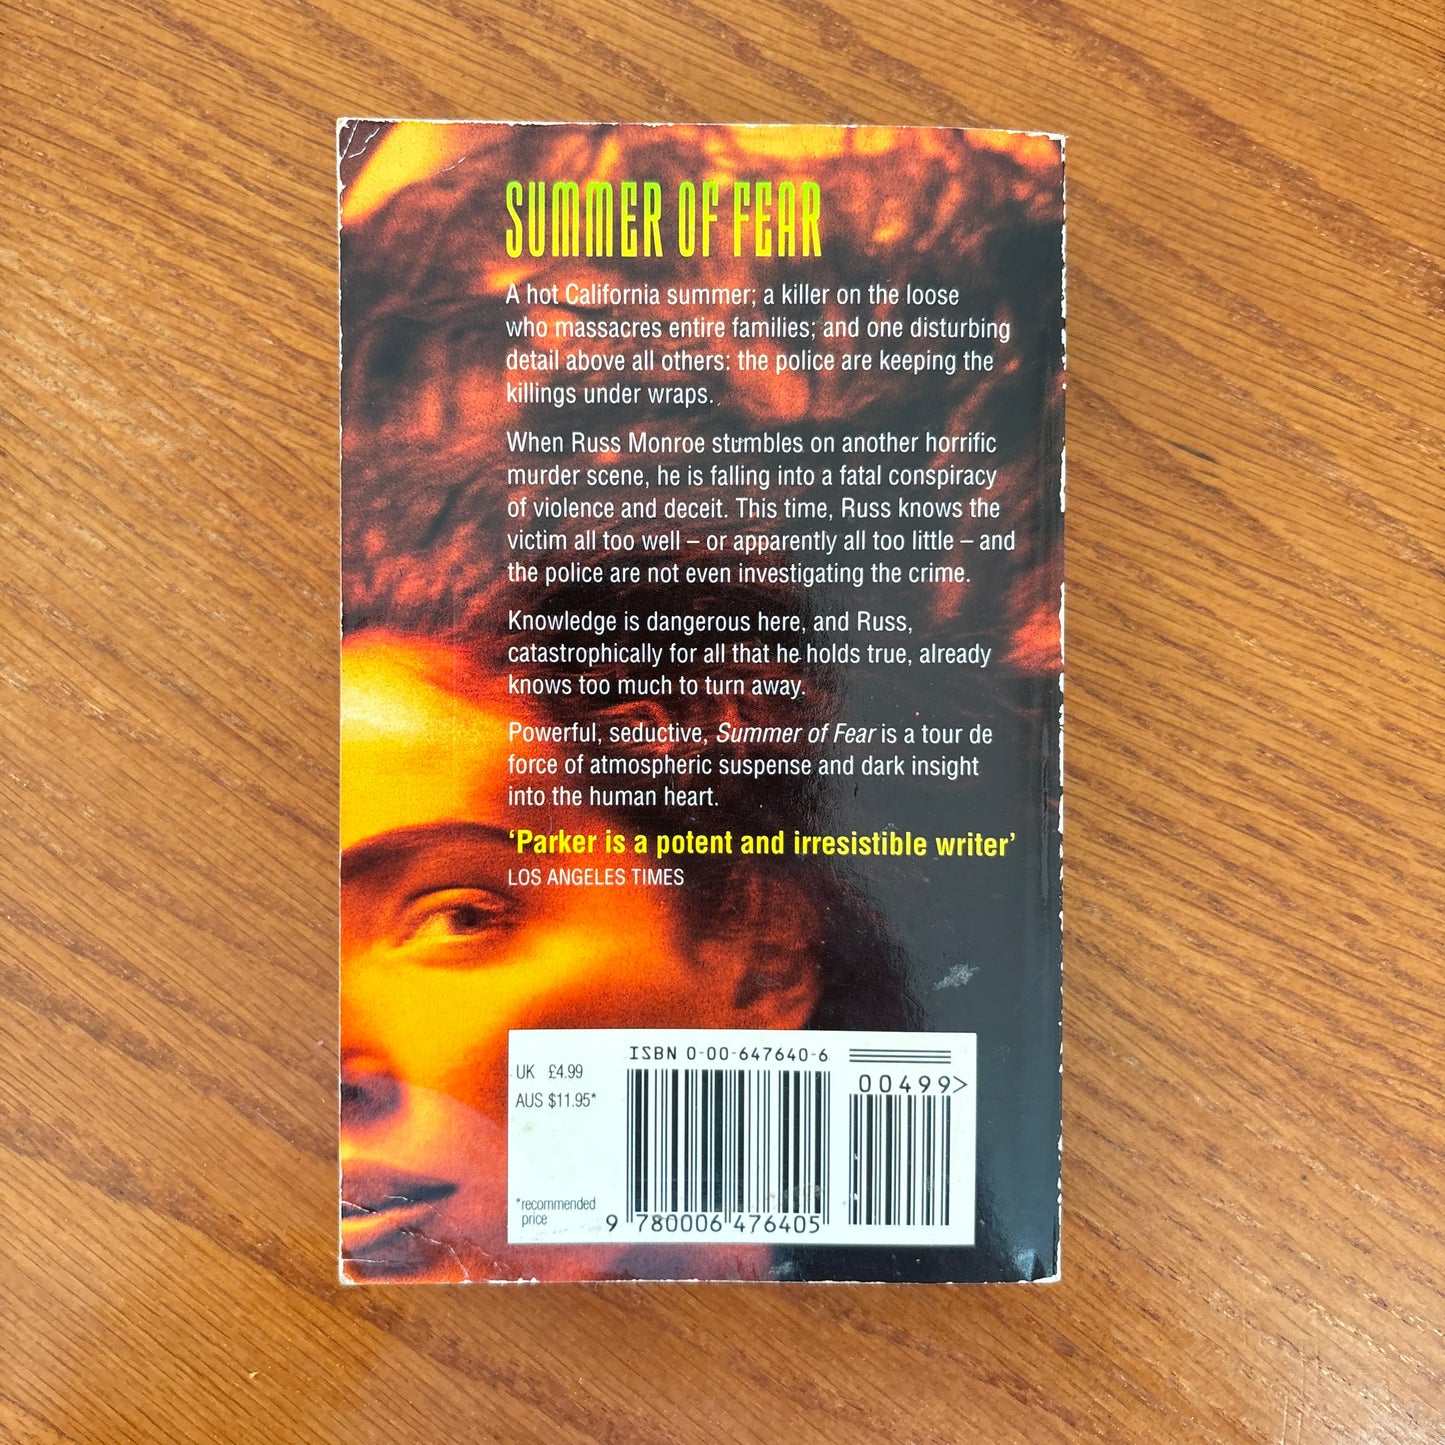 SUMMER OF FEAR
A hot California summer; a killer on the loose
who massacres entire families; and one disturbing
detail above all others: the police are keeping the
killings under wraps.
When Russ Monroe stumbles on another horrific
murder scene, he is falling into a fatal conspiracy
of violence and deceit. This time, Russ knows the
victim all too well – or apparently all too little – and
the police are not even investigating the crime.
Knowledge is dangerous here, and Russ,
catastrophically for all that he holds true, already
knows too much to turn away.
Powerful, seductive, Summer of Fear is a tour de
force of atmospheric suspense and dark insight
into the human heart.
‘Parker is a potent and irresistible writer’
LOS ANGELES TIMES
ISBN 0-00-647640-6
UK £4.99
AUS $11.95*
00499>
*recommended
price
9 780006 476405